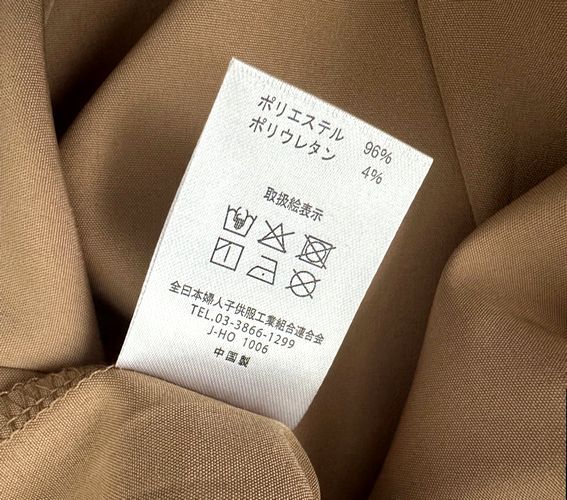 ポリエステル 96%
ポリウレタン 4%
取扱絵表示
全日本婦人子供服工業組合連合会
TEL.03-3866-1299
J-HO 1006
中国製